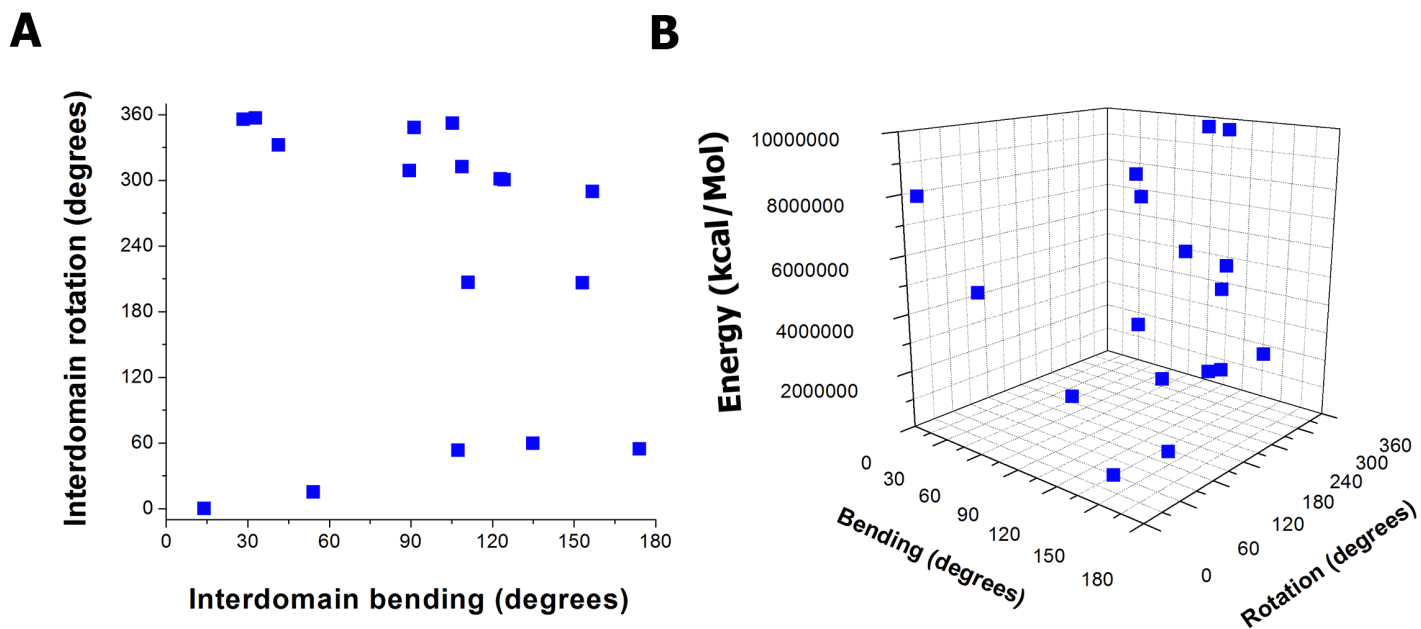 A
B
Interdomain rotation (degrees)
360
300
240
180
120
60
0
0 30 60 90 120 150 180
Interdomain bending (degrees)
Energy (kcal/Mol)
10000000
8000000
6000000
4000000
2000000
0 30 60 90 120 150 180
Bending (degrees)
0 60 120 180 240 300 360
Rotation (degrees)